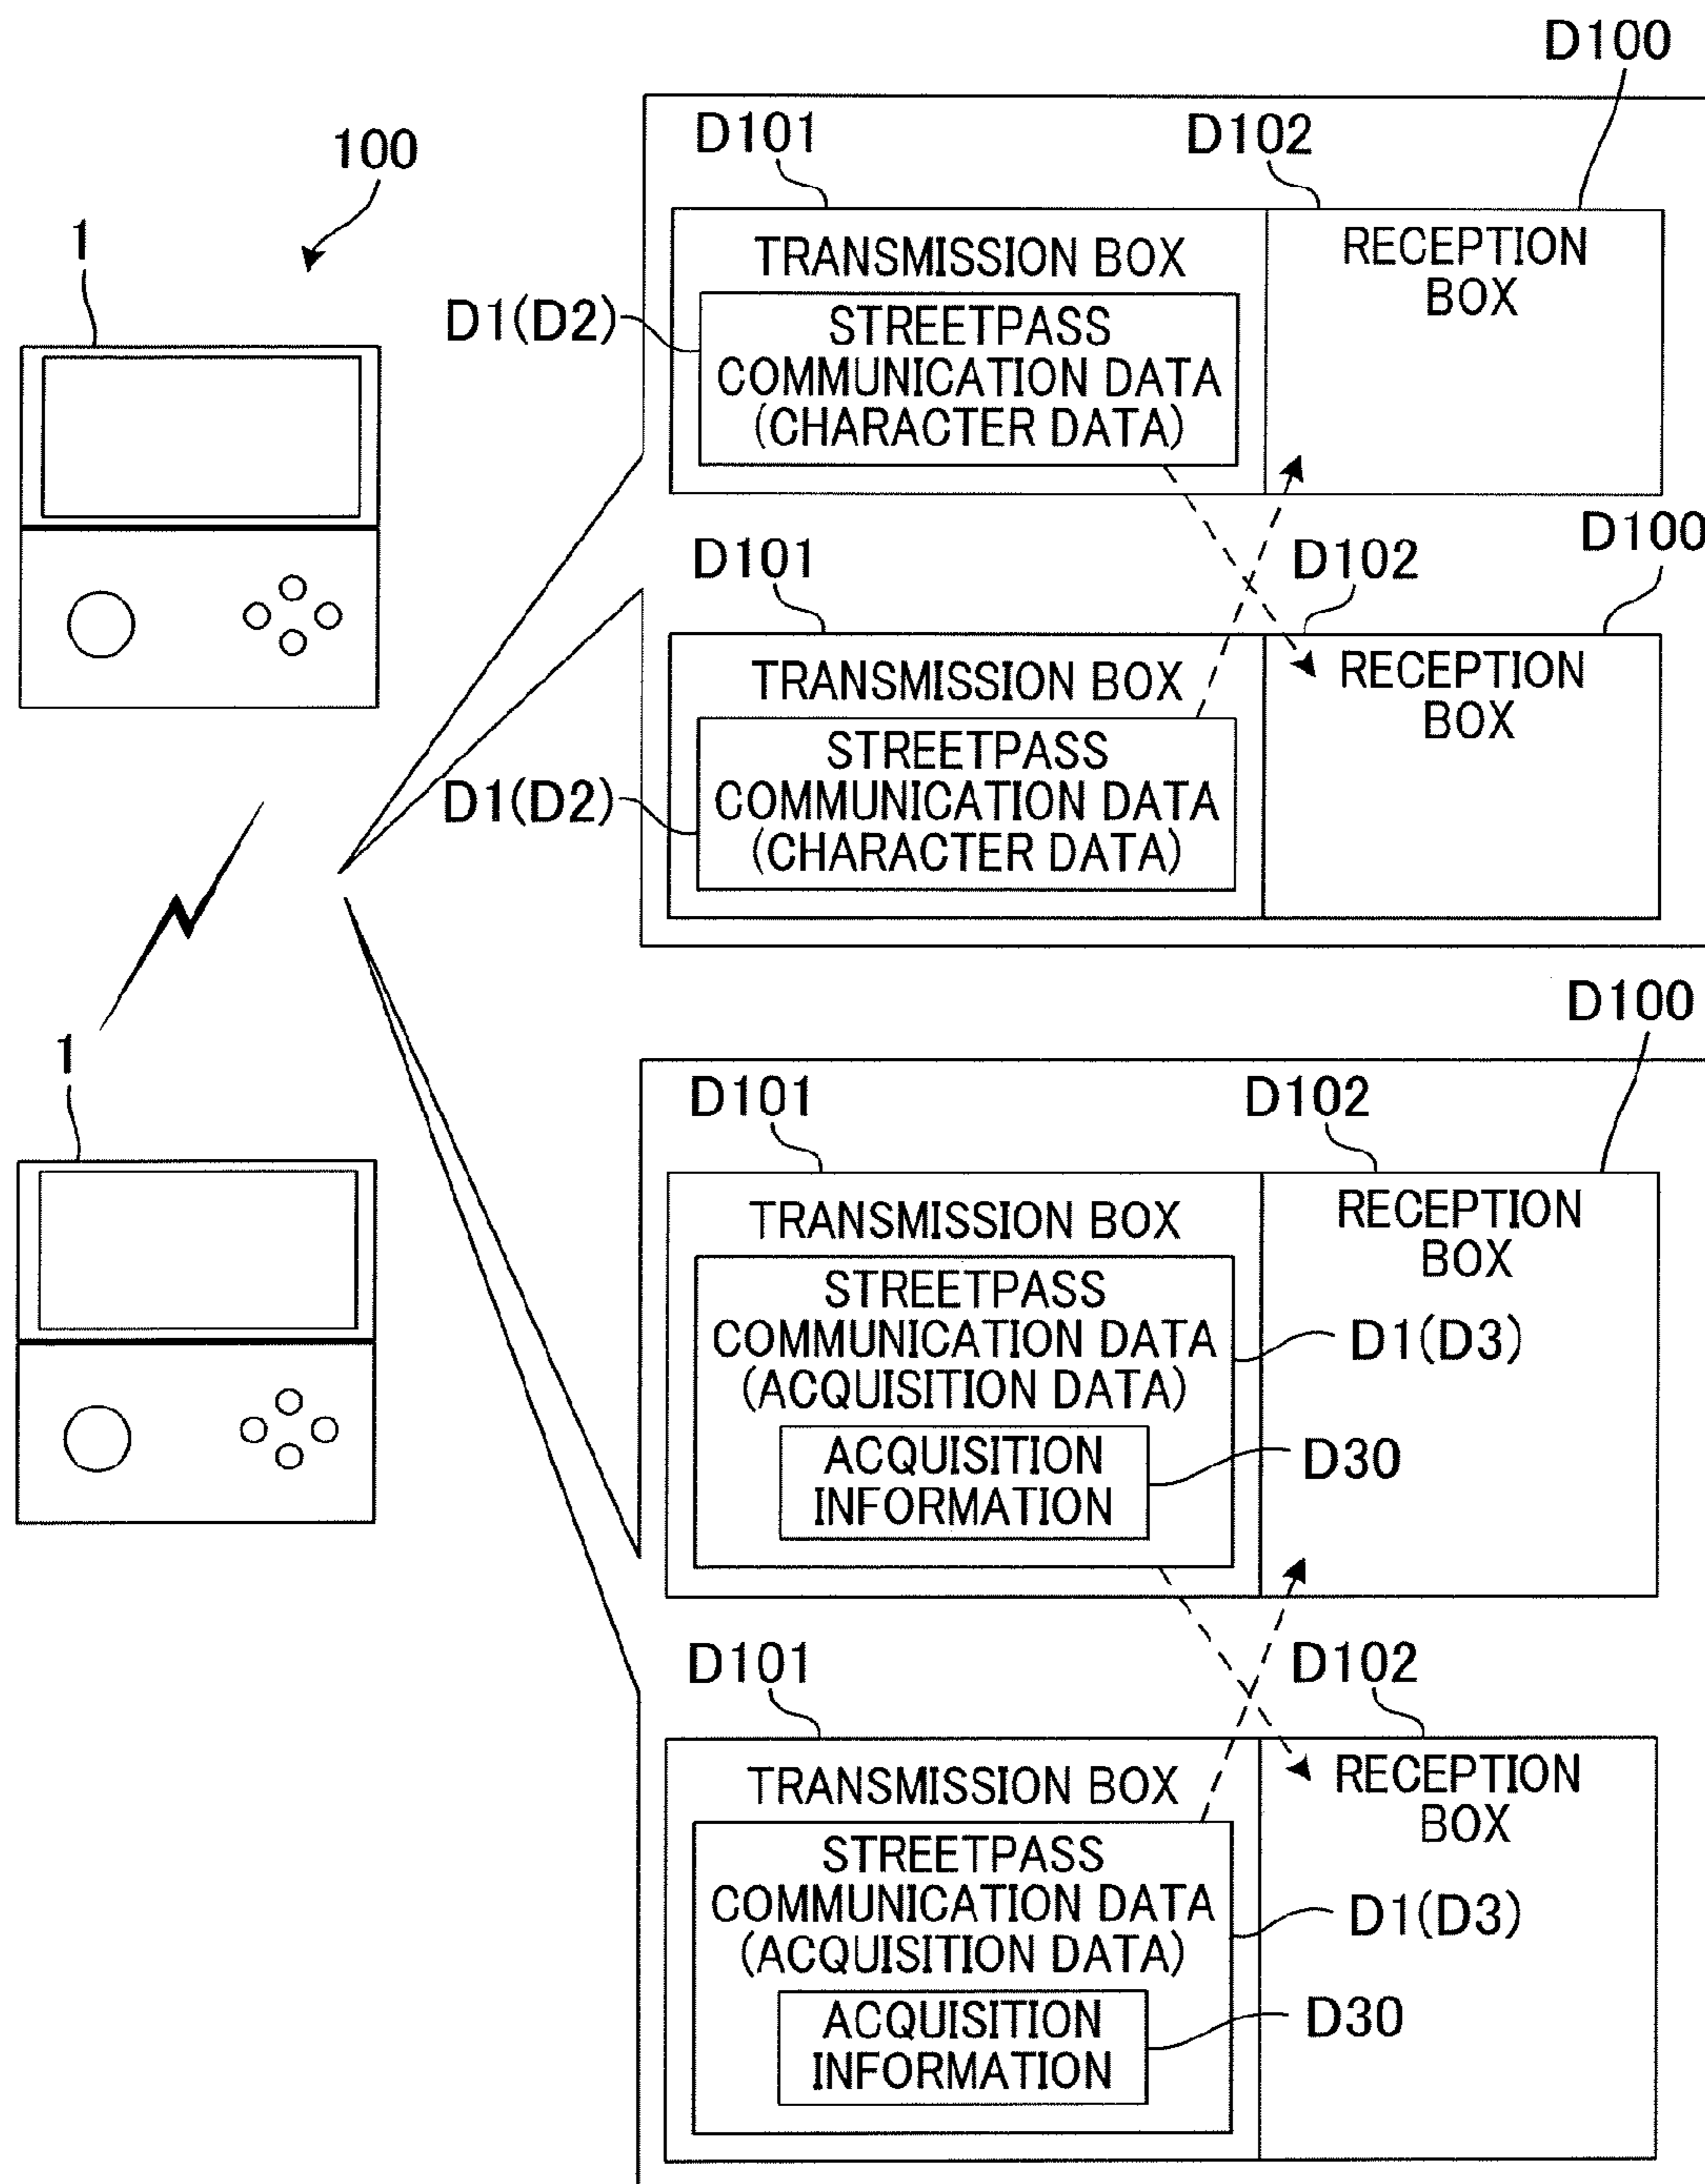 D100
D101
D102
100
1
TRANSMISSION BOX
RECEPTION
BOX
D1(D2)
STREETPASS
COMMUNICATION DATA
(CHARACTER DATA)
D100
D101
D102
TRANSMISSION BOX
RECEPTION
BOX
D1(D2)
STREETPASS
COMMUNICATION DATA
(CHARACTER DATA)
D100
1
D101
D102
TRANSMISSION BOX
RECEPTION
BOX
STREETPASS
COMMUNICATION DATA
(ACQUISITION DATA)
D1(D3)
ACQUISITION
INFORMATION
D30
D101
D102
TRANSMISSION BOX
RECEPTION
BOX
STREETPASS
COMMUNICATION DATA
(ACQUISITION DATA)
D1(D3)
ACQUISITION
INFORMATION
D30